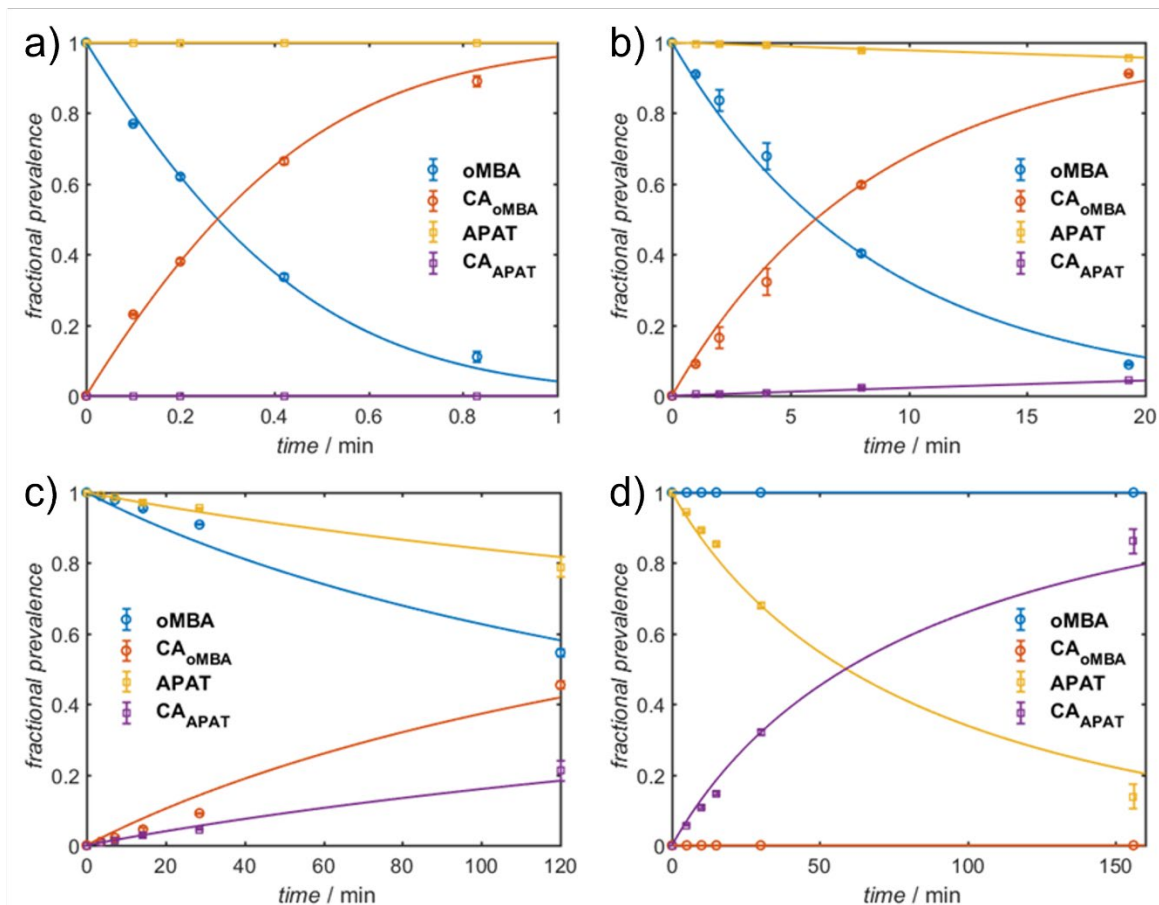 a)
1
0.8
0.6
0.4
0.2
0
fractional prevalence
oMBA
CAoMBA
APAT
CAAPAT
0 0.2 0.4 0.6 0.8 1
time / min
b)
1
0.8
0.6
0.4
0.2
0
fractional prevalence
oMBA
CAoMBA
APAT
CAAPAT
0 5 10 15 20
time / min
c)
1
0.8
0.6
0.4
0.2
0
fractional prevalence
oMBA
CAoMBA
APAT
CAAPAT
0 20 40 60 80 100 120
time / min
d)
1
0.8
0.6
0.4
0.2
0
fractional prevalence
oMBA
CAoMBA
APAT
CAAPAT
0 50 100 150
time / min